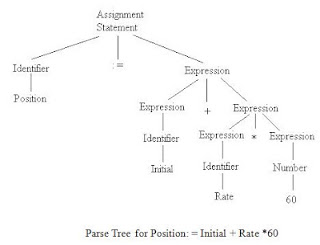 Assignment
Statement
Identifier := Expression
Position
Expression + Expression
Identifier Expression * Expression
Initial Identifier Number
Rate 60
Parse Tree for Position: = Initial + Rate *60